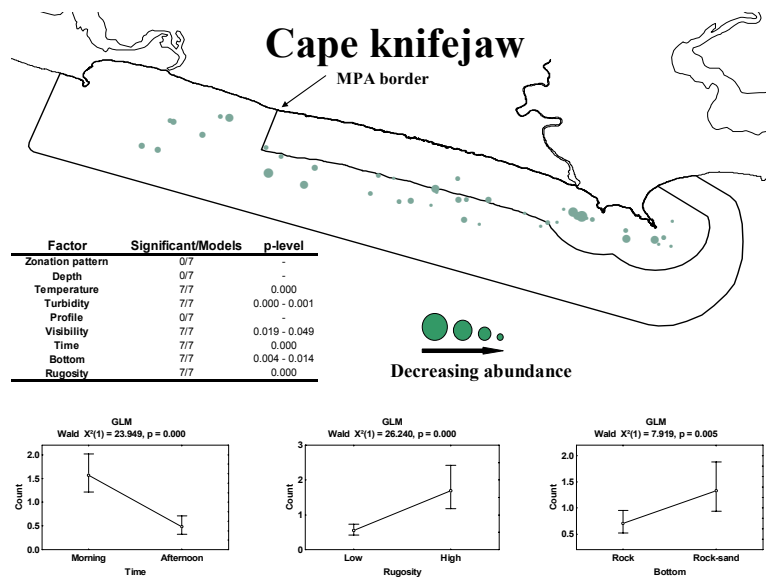 Cape knifejaw
MPA border
Factor Significant/Models p-level
Zonation pattern 0/7 -
Depth 0/7 -
Temperature 7/7 0.000
Turbidity 7/7 0.000 - 0.001
Profile 0/7 -
Visibility 7/7 0.019 - 0.049
Time 7/7 0.000
Bottom 7/7 0.004 - 0.014
Rugosity 7/7 0.000
Decreasing abundance
GLM
Wald X²(1) = 23.949, p = 0.000
Count
2.0
1.5
1.0
0.5
0.0
Morning Afternoon
Time
GLM
Wald X²(1) = 26.240, p = 0.000
Count
3
2
1
0
Low High
Rugosity
GLM
Wald X²(1) = 7.919, p = 0.005
Count
2.0
1.5
1.0
0.5
Rock Rock-sand
Bottom